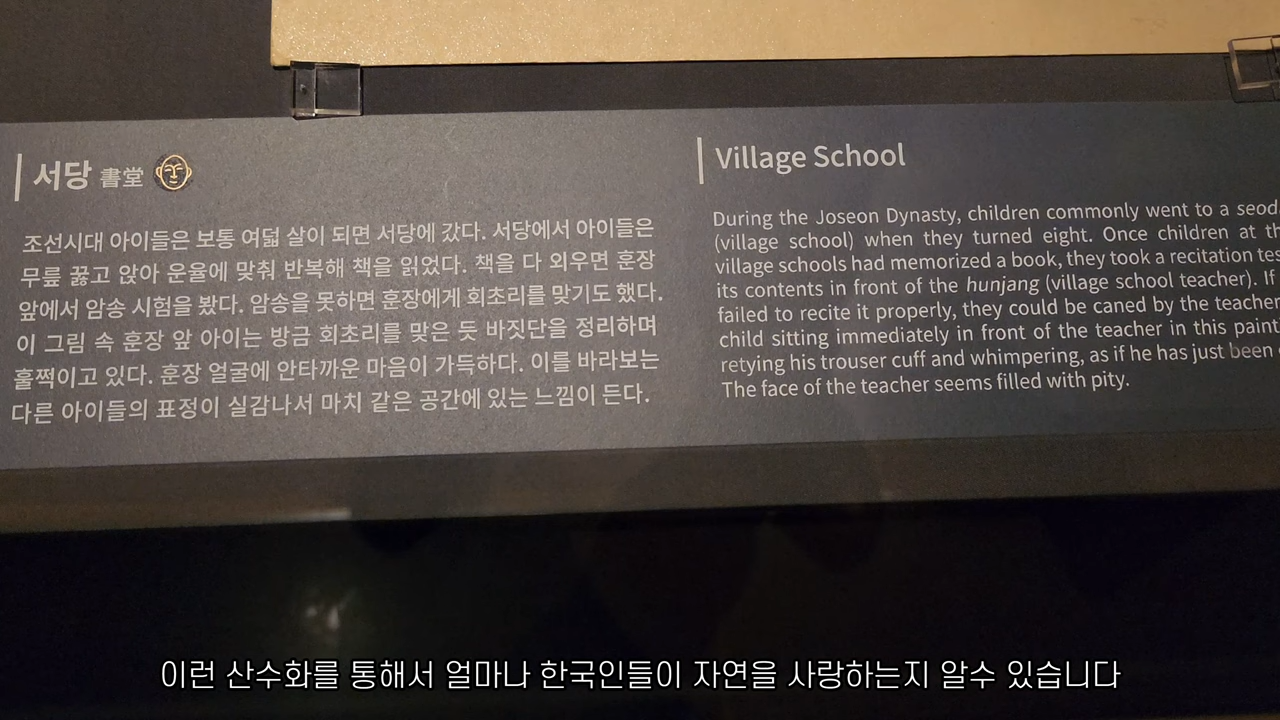 서당 書堂
조선시대 아이들은 보통 여덟 살이 되면 서당에 갔다. 서당에서 아이들은
무릎 꿇고 앉아 운율에 맞춰 반복해 책을 읽었다. 책을 다 외우면 훈장
앞에서 암송 시험을 봤다. 암송을 못하면 훈장에게 회초리를 맞기도 했다.
이 그림 속 훈장 앞 아이는 방금 회초리를 맞은 듯 바짓단을 정리하며
훌쩍이고 있다. 훈장 얼굴에 안타까운 마음이 가득하다. 이를 바라보는
다른 아이들의 표정이 실감나서 마치 같은 공간에 있는 느낌이 든다.
Village School
During the Joseon Dynasty, children commonly went to a
(village school) when they turned eight. Once children at
village schools had memorized a book, they took a recitation
its contents in front of the hunjang (village school teacher). If
failed to recite it properly, they could be caned by the teacher
child sitting immediately in front of the teacher in this
retying his trouser cuff and whimpering, as if he has just been
The face of the teacher seems filled with pity.
이런 산수화를 통해서 얼마나 한국인들이 자연을 사랑하는지 알수 있습니다